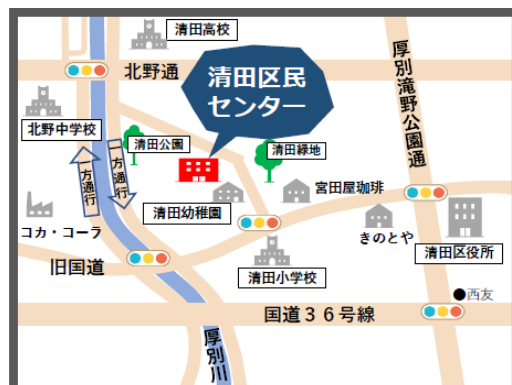 清田高校
北野通
清田区民
センター
厚別滝野公園通
北野中学校
清田公園
清田緑地
一方通行
一方通行
宮田屋珈琲
清田幼稚園
コカ・コーラ
きのとや
清田区役所
旧国道
清田小学校
西友
国道３６号線
厚別川